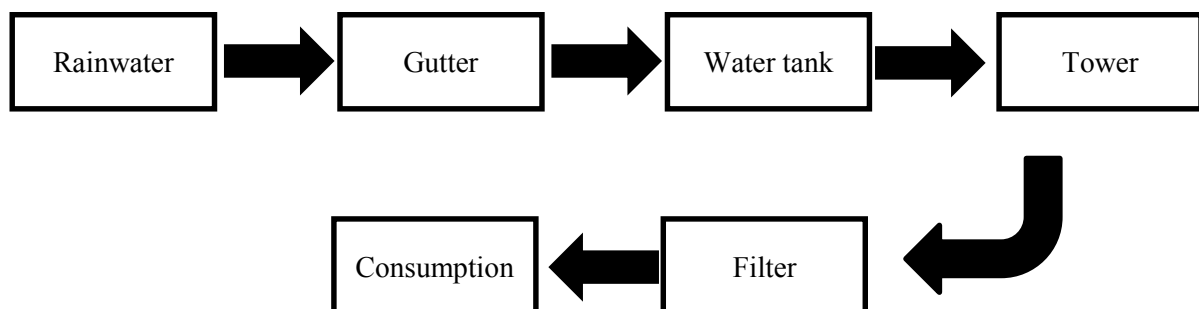 Rainwater
Gutter
Water tank
Tower
Filter
Consumption